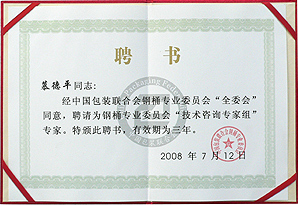 聘书
蔡德平同志：
经中国包装联合会钢桶专业委员会“全委会”
同意，聘请为钢桶专业委员会“技术咨询专家组”
专家。特颁此聘书，有效期为三年。
2008 年 7 月 12 日